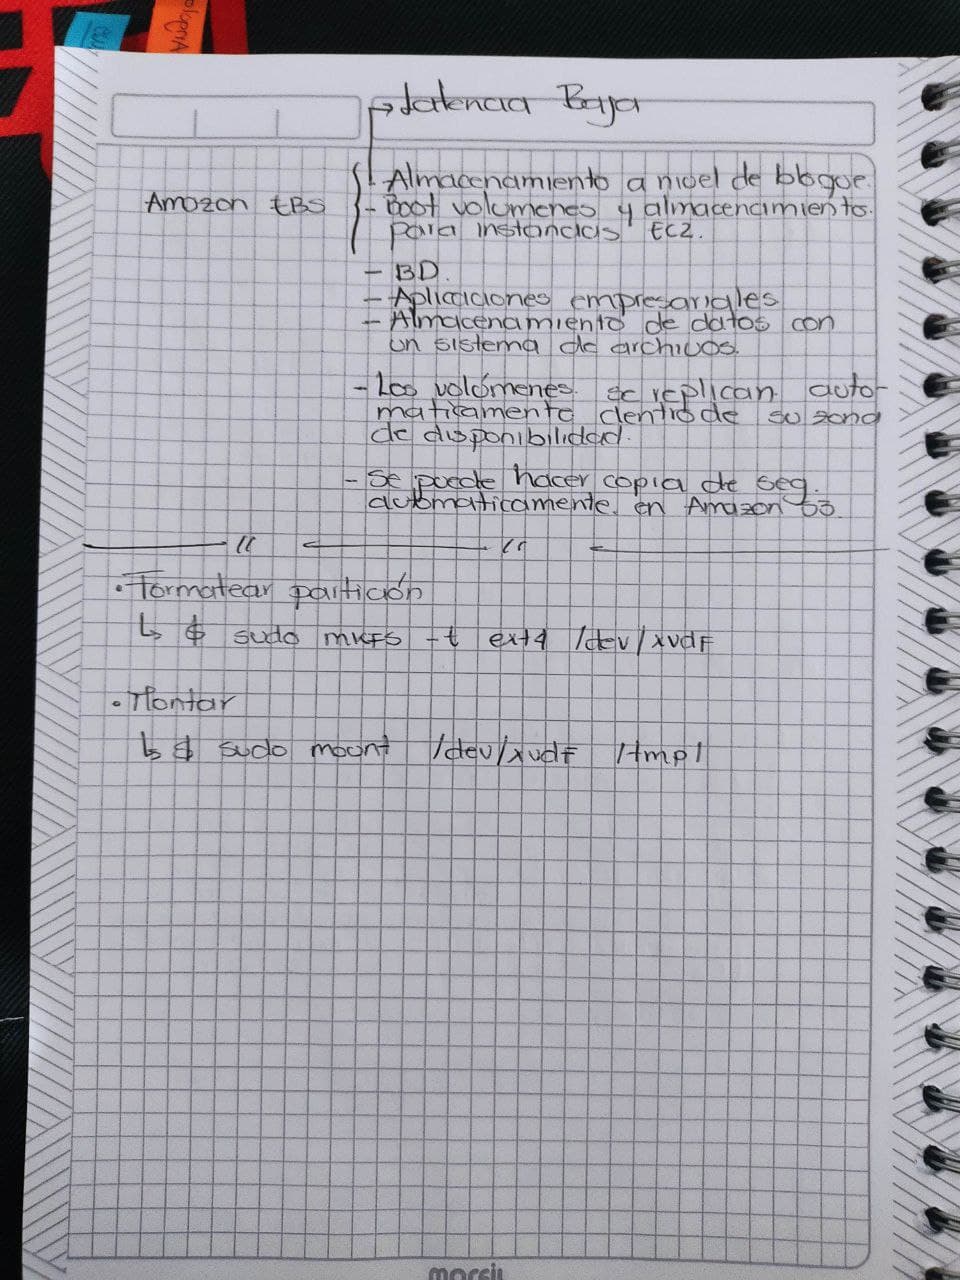 Latencia Baja
- Almacenamiento a nivel de bloque.
Amazon EBS
- Boot volumenes y almacenamiento
para instancias EC2.
- BD.
- Aplicaciones empresariales
- Almacenamiento de datos con
un sistema de archivos.
- Los volúmenes se replican auto-
maticamente dentro de su zona
de disponibilidad.
- Se puede hacer copia de seg.
automaticamente en Amazon S3.
• Formatear partición
↳ $ sudo mkfs -t ext4 /dev/xvdf
• Montar
↳ $ sudo mount /dev/xvdf /tmp/